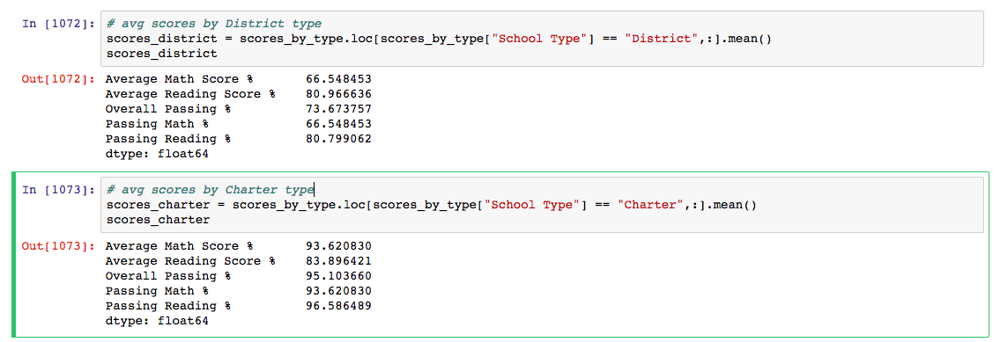 In [1072]: # avg scores by District type
scores_district = scores_by_type.loc[scores_by_type["School Type"] == "District",:].mean()
scores_district
Out[1072]: Average Math Score %       66.548453
Average Reading Score %    80.966636
Overall Passing %          73.673757
Passing Math %             66.548453
Passing Reading %          80.799062
dtype: float64
In [1073]: # avg scores by Charter type
scores_charter = scores_by_type.loc[scores_by_type["School Type"] == "Charter",:].mean()
scores_charter
Out[1073]: Average Math Score %       93.620830
Average Reading Score %    83.896421
Overall Passing %          95.103660
Passing Math %             93.620830
Passing Reading %          96.586489
dtype: float64